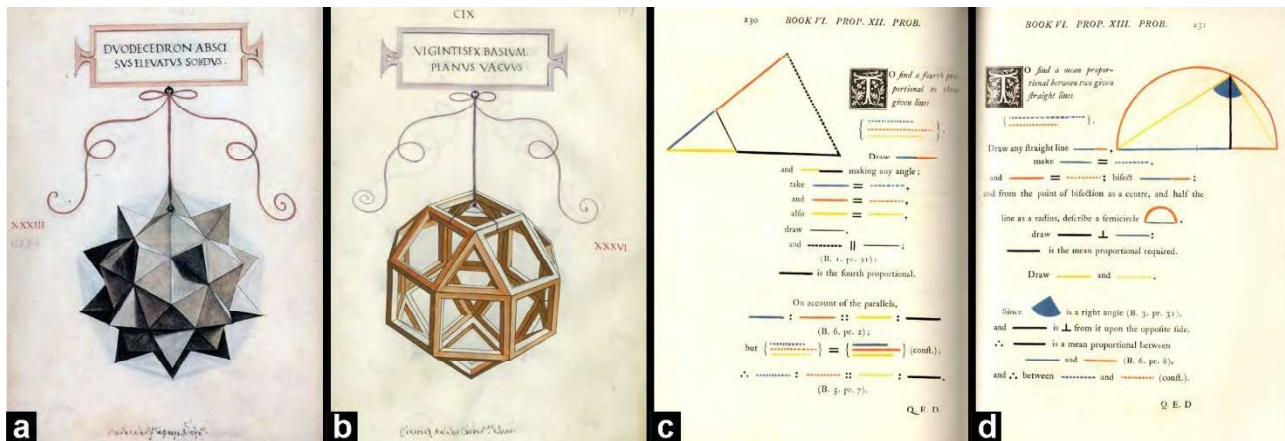 DVODECEDRON ABSCI
SVS ELEVATUS SOLIDVS.
XXXIII
a
CIX
VIGINTISEX BASIVM
PLANVS VACVVS
XXXVI
b
230 BOOK VI. PROP. XII. PROB.
TO find a fourth pro-
portional to three
given lines
{ }.
Draw
and making any angle;
take = ,
and = ,
alſo = ,
draw ,
and || ;
(B. 1. pr. 31);
is the fourth proportional.
On account of the parallels,
: :: : ;
(B. 6. pr. 2);
but { } = { } (conſt.);
∴ : :: : .
(B. 5. pr. 7).
Q. E. D.
c
BOOK VI. PROP. XIII. PROB. 231
TO find a mean propor-
tional between two given
ſtraight lines
{ }.
Draw any ſtraight line ,
make = ,
and = ; biſect ;
and from the point of biſection as a centre, and half the
line as a radius, deſcribe a ſemicircle ,
draw ⊥ :
is the mean proportional required.
Draw and .
Since is a right angle (B. 3. pr. 31).
and is ⊥ from it upon the oppoſite ſide.
∴ is a mean proportional between
and (B. 6. pr. 8),
and ∴ between and (conſt.).
Q. E. D
d